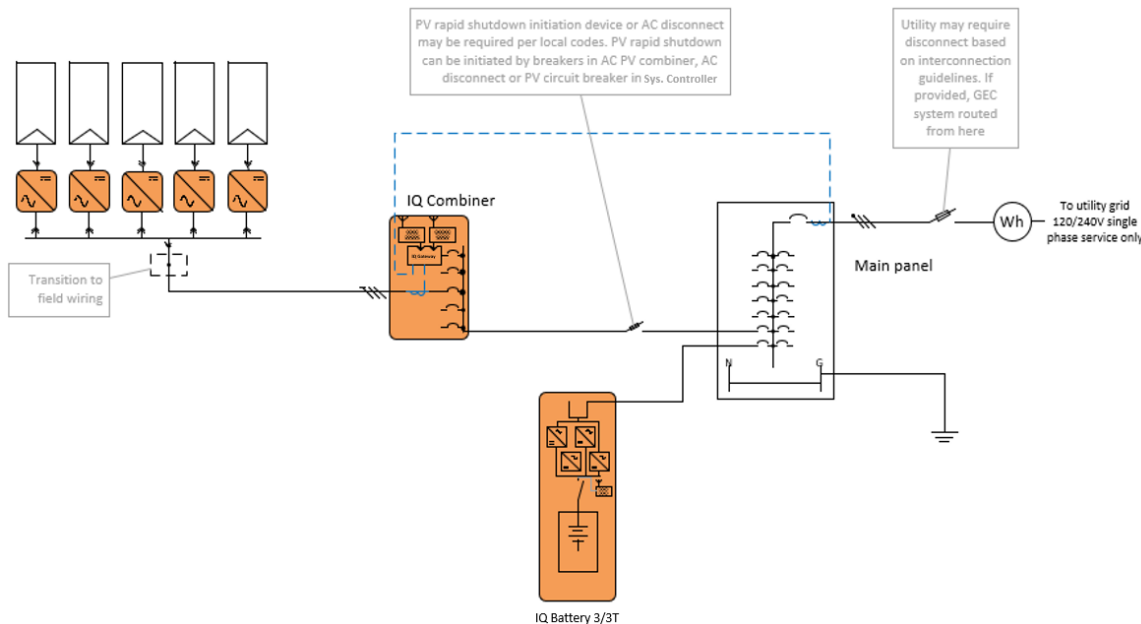 PV rapid shutdown initiation device or AC disconnect
may be required per local codes. PV rapid shutdown
can be initiated by breakers in AC PV combiner, AC
disconnect or PV circuit breaker in Sys. Controller
Utility may require
disconnect based
on interconnection
guidelines. If
provided, GEC
system routed
from here
IQ Combiner
IQ Gateway
Wh
To utility grid
120/240V single
phase service only
Main panel
Transition to
field wiring
N
G
IQ Battery 3/3T